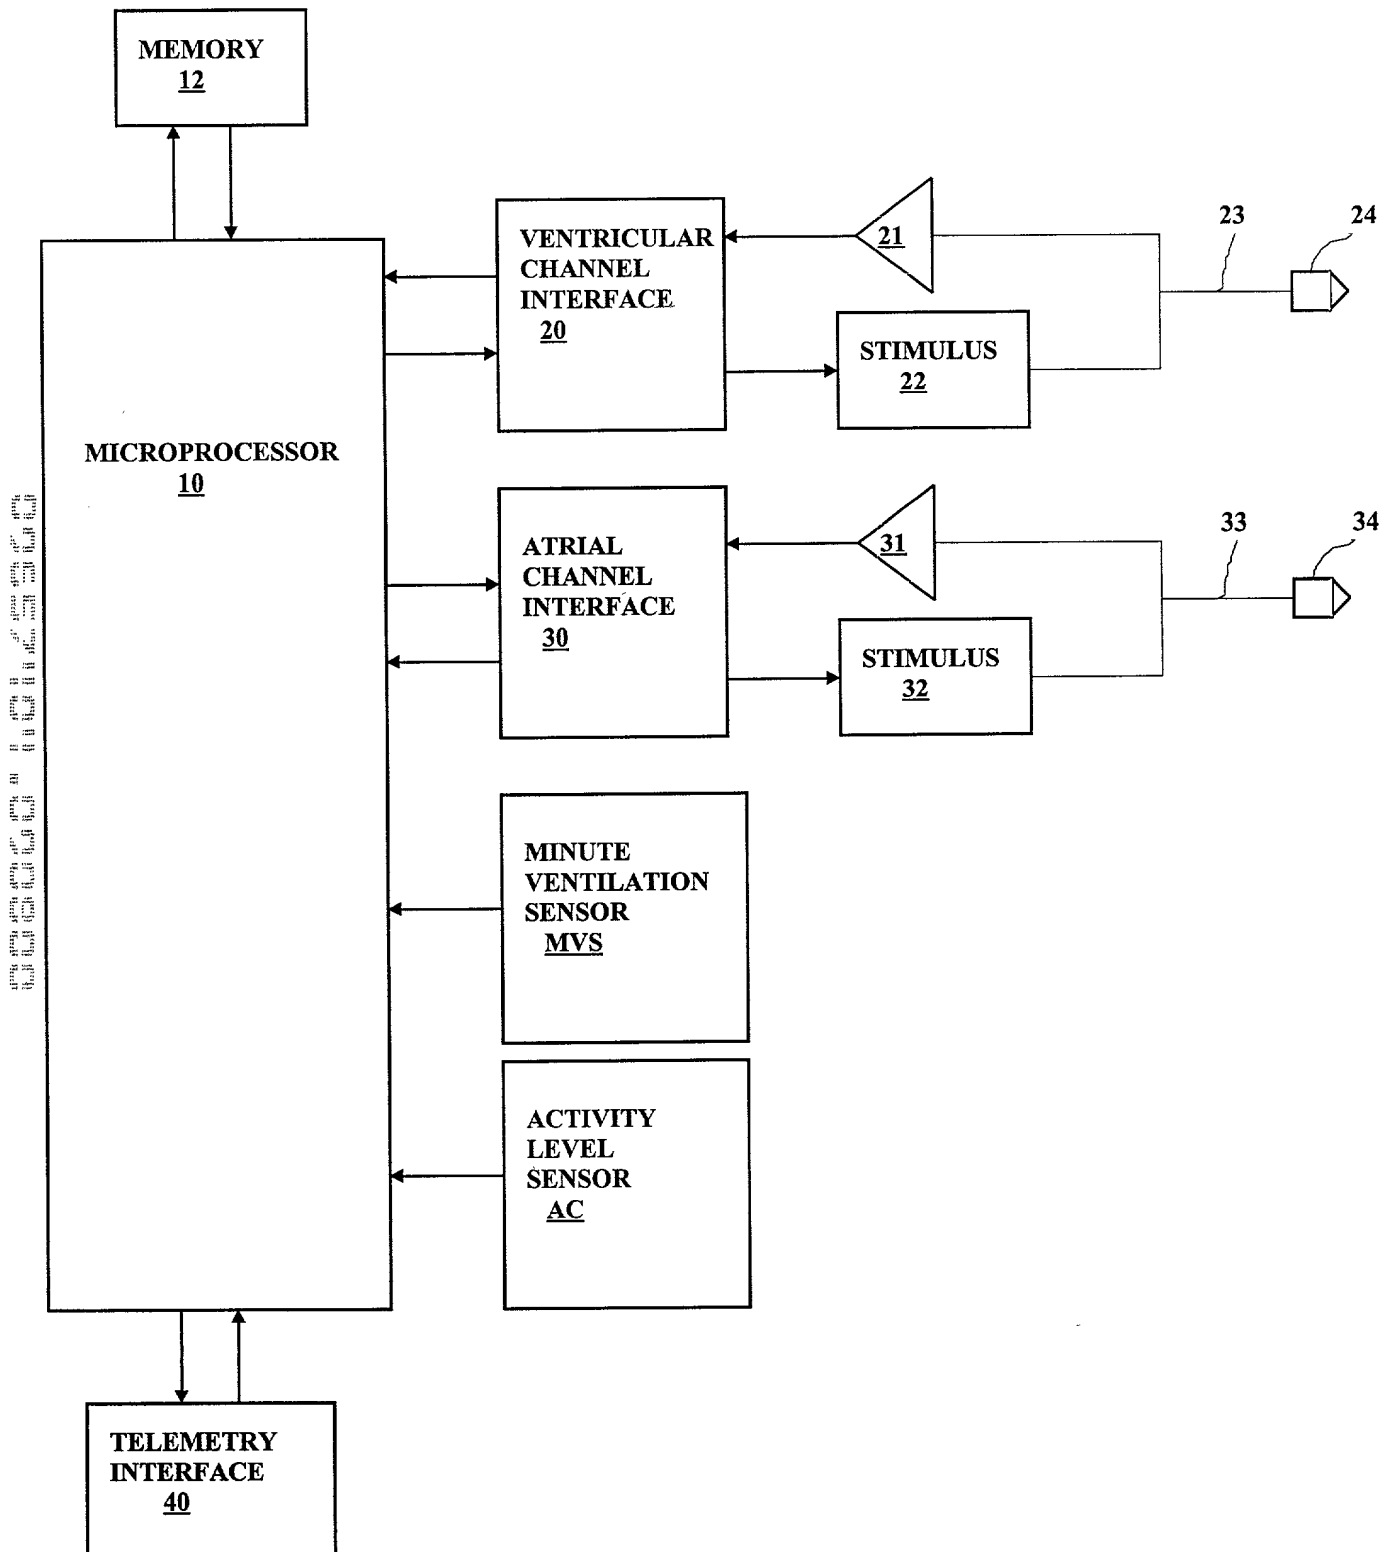 MEMORY
12
VENTRICULAR
CHANNEL
INTERFACE
20
21
23
24
STIMULUS
22
MICROPROCESSOR
10
ATRIAL
CHANNEL
INTERFACE
30
31
33
34
STIMULUS
32
MINUTE
VENTILATION
SENSOR
MVS
ACTIVITY
LEVEL
SENSOR
AC
TELEMETRY
INTERFACE
40